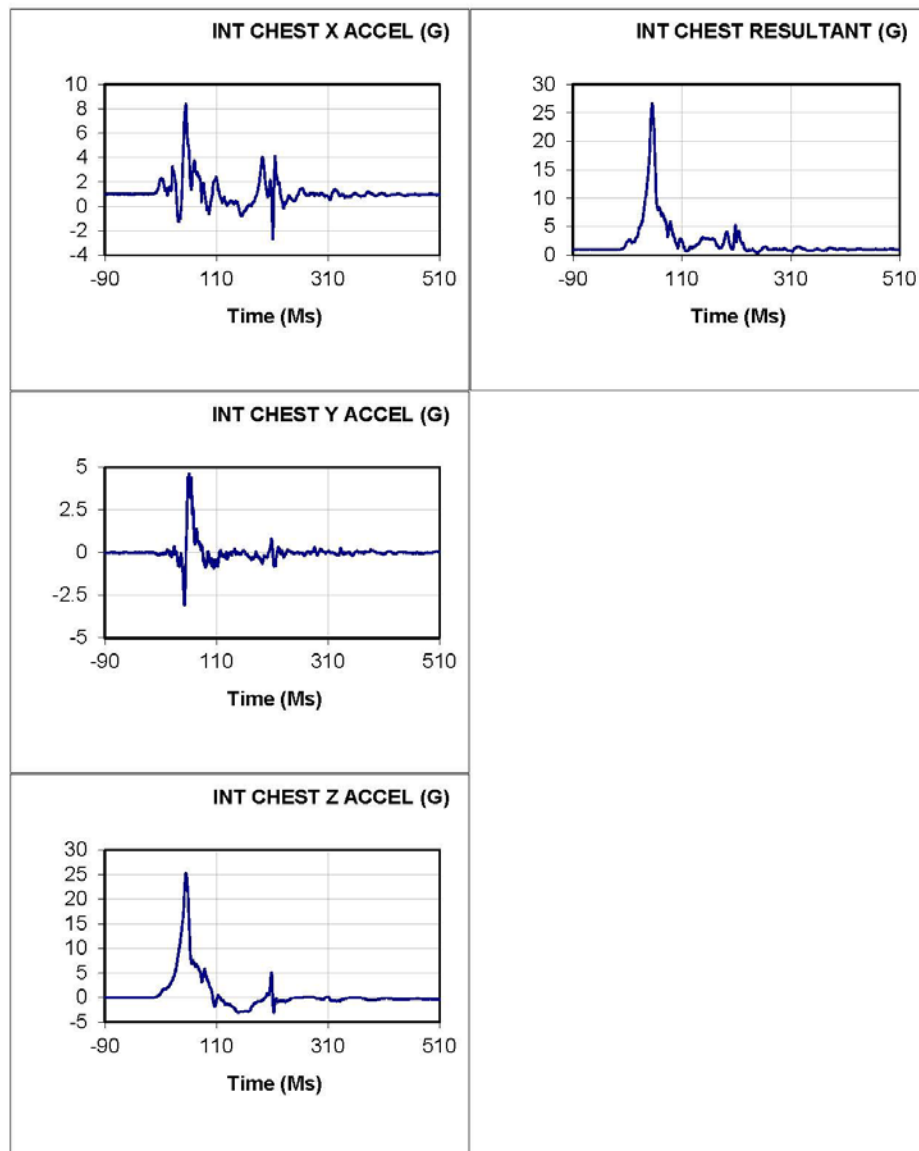 INT CHEST X ACCEL (G)
10
8
6
4
2
0
-2
-4
-90 110 310 510
Time (Ms)
INT CHEST RESULTANT (G)
30
25
20
15
10
5
0
-90 110 310 510
Time (Ms)
INT CHEST Y ACCEL (G)
5
2.5
0
-2.5
-5
-90 110 310 510
Time (Ms)
INT CHEST Z ACCEL (G)
30
25
20
15
10
5
0
-5
-90 110 310 510
Time (Ms)